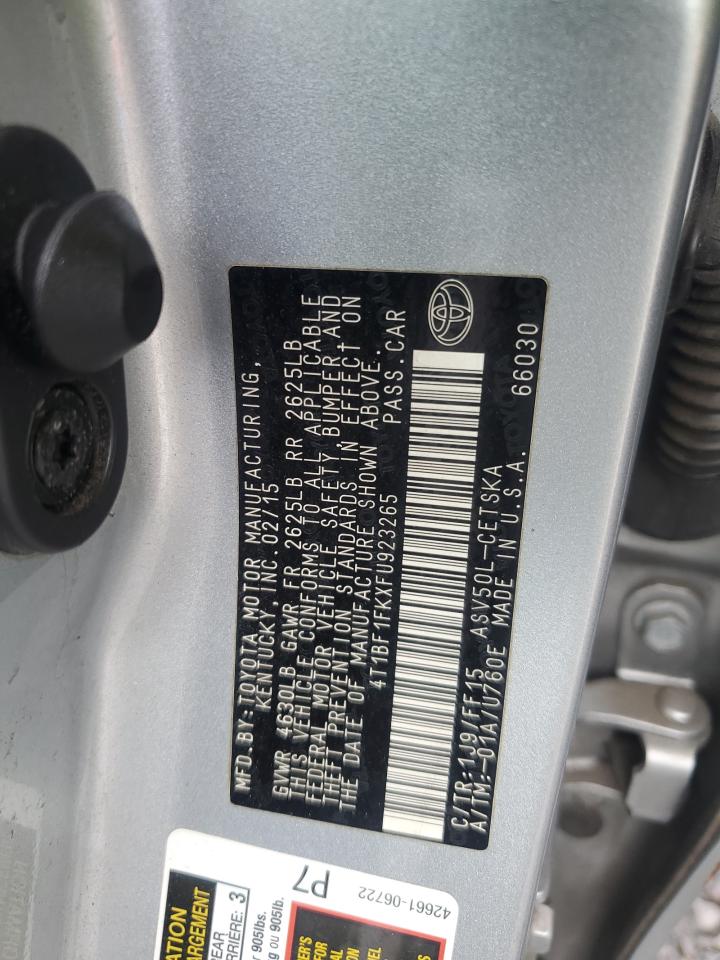 MFD.BY:TOYOTA MOTOR MANUFACTURING,
KENTUCKY,INC.02/15
GVWR 4630LB GAWR FR 2625LB RR 2625LB
THIS VEHICLE CONFORMS TO ALL APPLICABLE
FEDERAL MOTOR VEHICLE SAFETY,BUMPER,AND
THEFT PREVENTION STANDARDS IN EFFECT ON
THE DATE OF MANUFACTURE SHOWN ABOVE.
4T1BF1FKXFU923265 PASS.CAR
C/TR:1J9/FF15 ASV50L-CETSKA
A/TM:-01A/U760E MADE IN U.S.A. 66030
P7
42661-06722